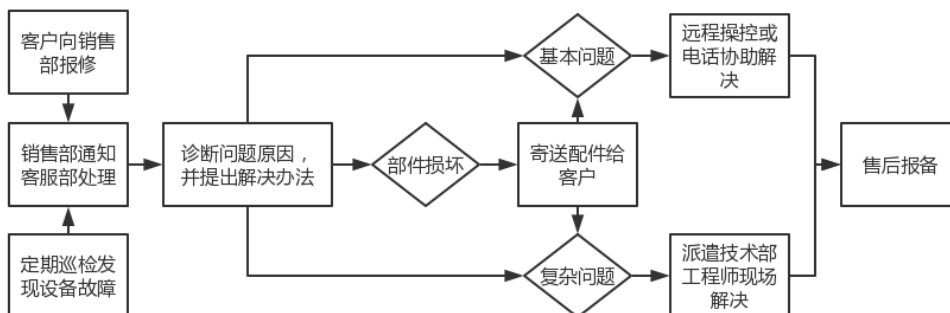 客户向销售
部报修
销售部通知
客服部处理
定期巡检发
现设备故障
诊断问题原因，
并提出解决办法
部件损坏
基本问题
寄送配件给
客户
复杂问题
远程操控或
电话协助解
决
派遣技术部
工程师现场
解决
售后报备